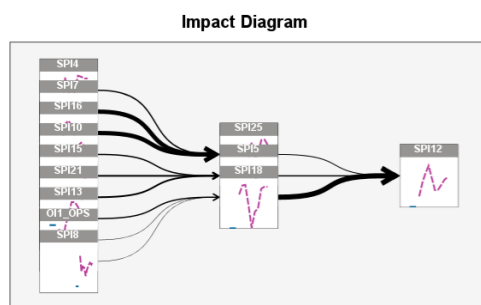 Impact Diagram
SPI4
SPI7
SPI16
SPI10
SPI15
SPI21
SPI13
OI1_OPS
SPI8
SPI25
SPI5
SPI18
SPI12